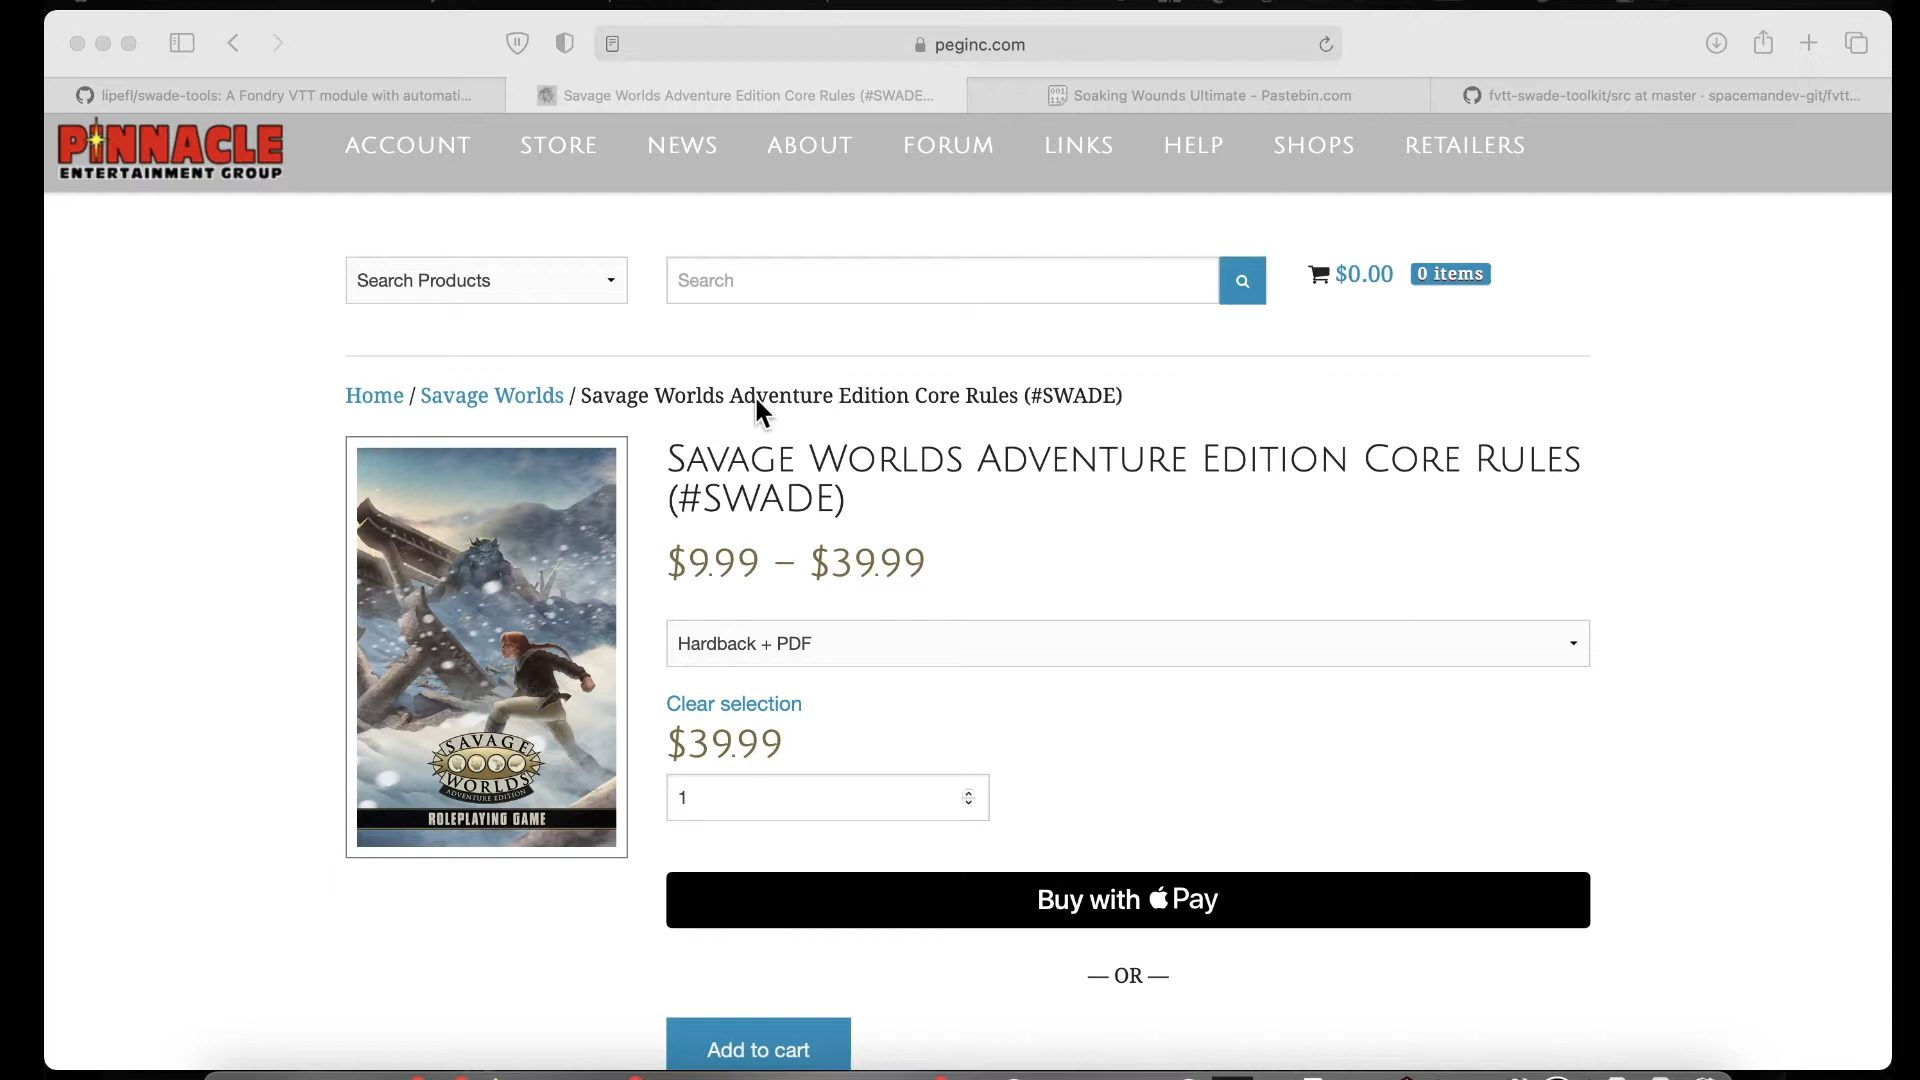 peginc.com
lipefl/swade-tools: A Fondry VTT module with automati...
Savage Worlds Adventure Edition Core Rules (#SWADE...
Soaking Wounds Ultimate - Pastebin.com
fvtt-swade-toolkit/src at master · spacemandev-git/fvtt...
PINNACLE
ENTERTAINMENT GROUP
ACCOUNT
STORE
NEWS
ABOUT
FORUM
LINKS
HELP
SHOPS
RETAILERS
Search Products
Search
$0.00
0 items
Home / Savage Worlds / Savage Worlds Adventure Edition Core Rules (#SWADE)
SAVAGE
WORLDS
ADVENTURE EDITION
ROLEPLAYING GAME
Savage Worlds Adventure Edition Core Rules
(#SWADE)
$9.99 – $39.99
Hardback + PDF
Clear selection
$39.99
1
Buy with Pay
— OR —
Add to cart